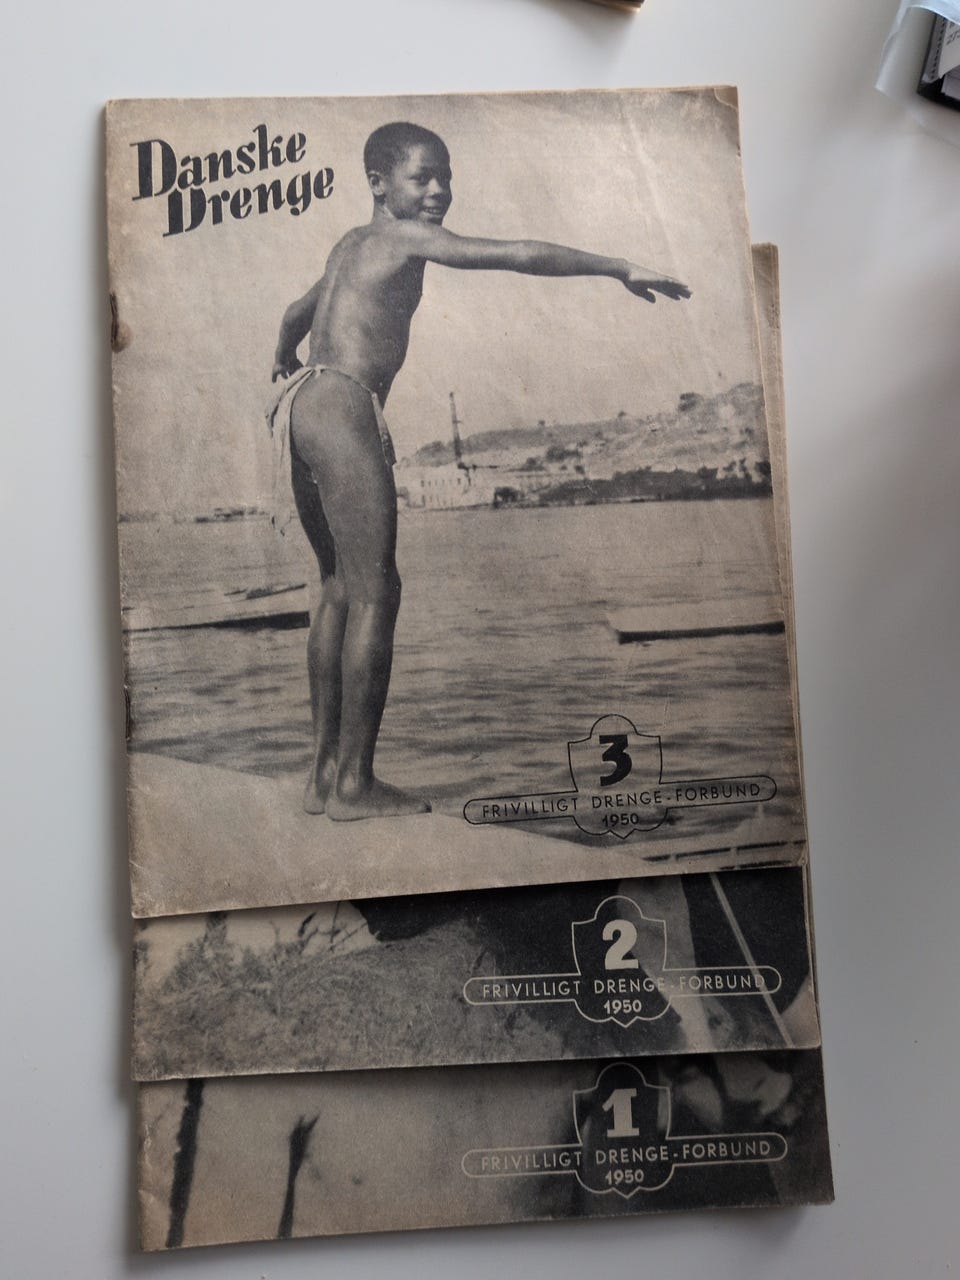 Danske
Drenge
3
FRIVILLIGT DRENGE-FORBUND
1950
2
FRIVILLIGT DRENGE-FORBUND
1950
1
FRIVILLIGT DRENGE-FORBUND
1950